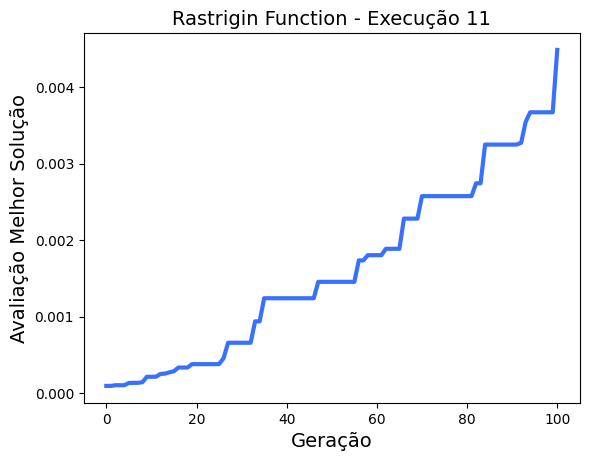 Rastrigin Function - Execução 11
Avaliação Melhor Solução
0.004
0.003
0.002
0.001
0.000
0 20 40 60 80 100
Geração